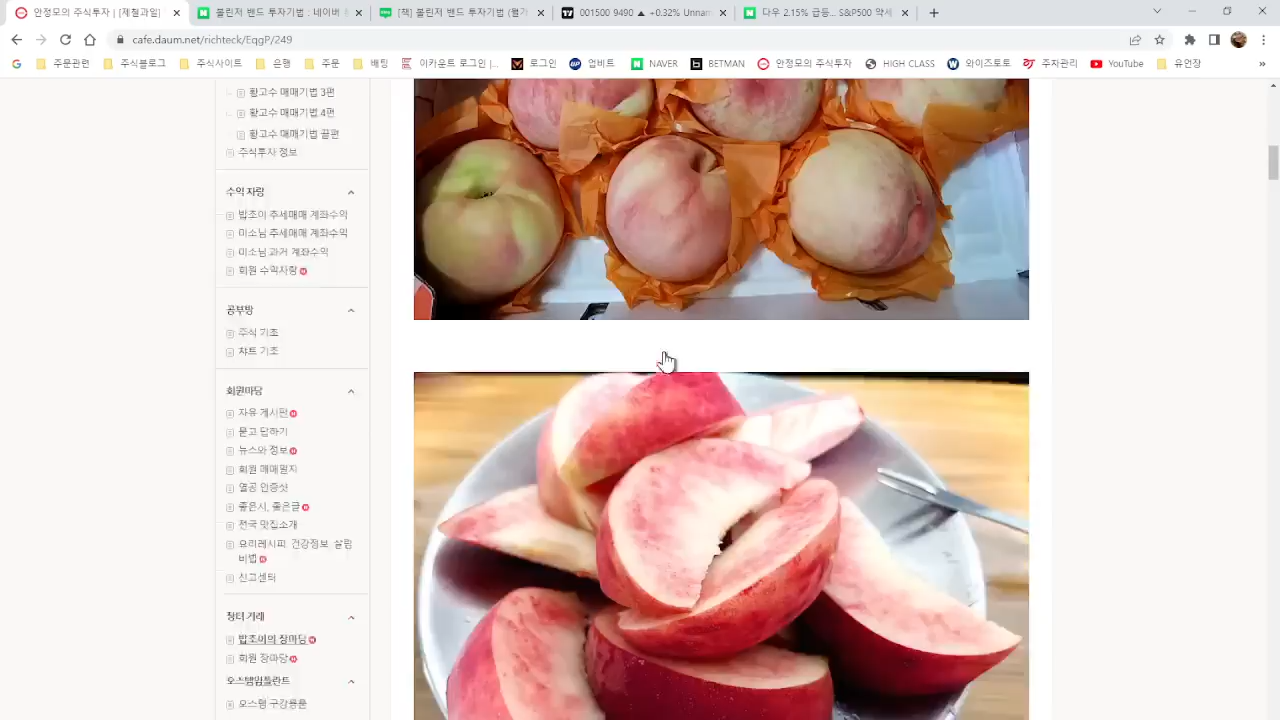 안정모의 주식투자 | [제철과일]
볼린저 밴드 투자기법 : 네이버
[책] 볼린저 밴드 투자기법 (월가
001500 9490 ▲ +0.32% Unnam
다우 2.15% 급등... S&P500 약세
cafe.daum.net/richteck/EqgP/249
주문관련
주식블로그
주식사이트
은행
주문
배팅
이카운트 로그인 |...
로그인
업비트
NAVER
BETMAN
안정모의 주식투자
HIGH CLASS
와이즈토토
주자관리
YouTube
유언장
황고수 매매기법 3편
황고수 매매기법 4편
황고수 매매기법 끝편
주식투자 정보
수익 자랑
밥초이 추세매매 계좌수익
미소님 추세매매 계좌수익
미소님 과거 계좌수익
회원 수익자랑
공부방
주식 기초
챠트 기초
회원마당
자유 게시판
묻고 답하기
뉴스와 정보
회원 매매일지
열공 인증샷
좋은시, 좋은글
전국 맛집소개
요리레시피, 건강정보, 살림
비법
신고센터
장터 거래
밥초이의 장마당
회원 장마당
오스템임플란트
오스템 구강용품